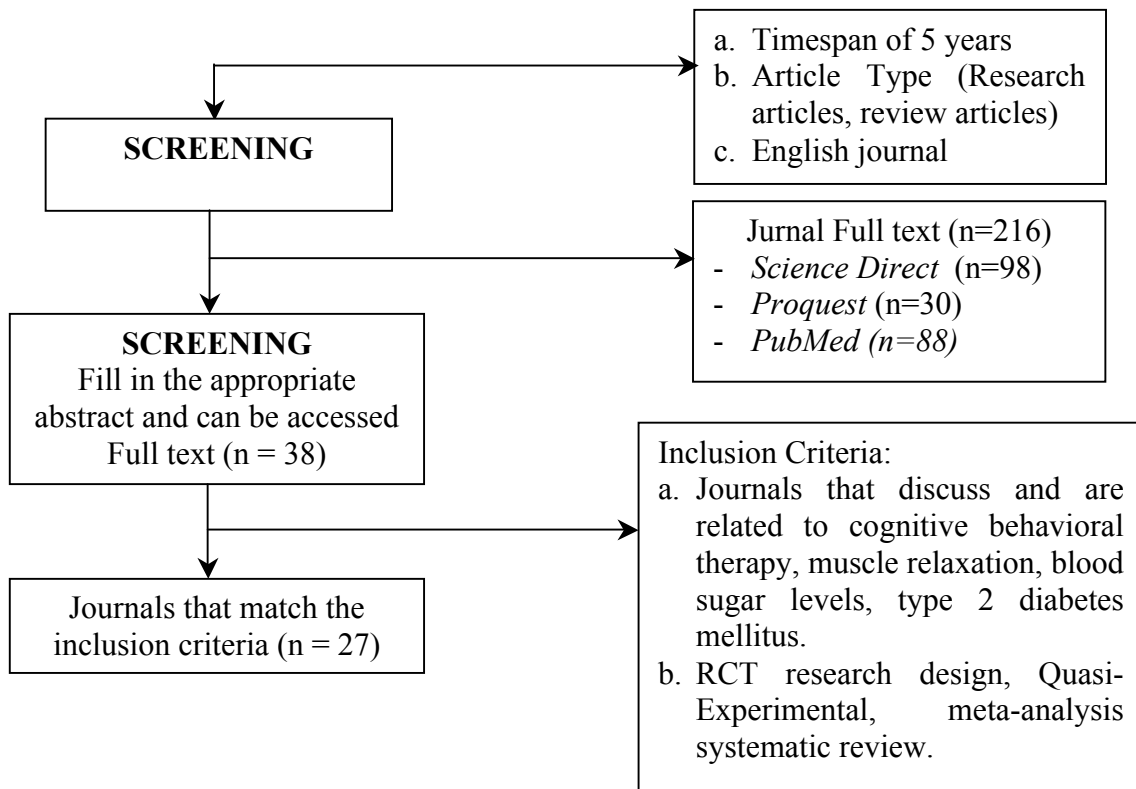 a. Timespan of 5 years
b. Article Type (Research
articles, review articles)
c. English journal
SCREENING
Jurnal Full text (n=216)
- Science Direct (n=98)
- Proquest (n=30)
- PubMed (n=88)
SCREENING
Fill in the appropriate
abstract and can be accessed
Full text (n = 38)
Inclusion Criteria:
a. Journals that discuss and are
related to cognitive behavioral
therapy, muscle relaxation, blood
sugar levels, type 2 diabetes
mellitus.
b. RCT research design, Quasi-
Experimental, meta-analysis
systematic review.
Journals that match the
inclusion criteria (n = 27)